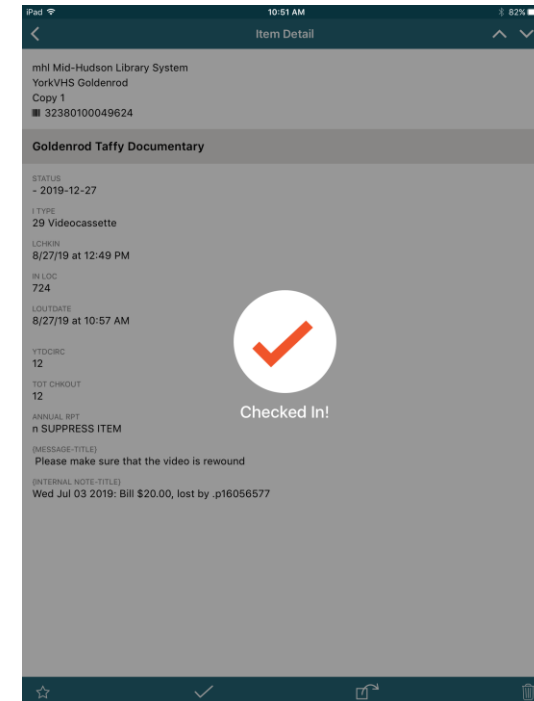 iPad
10:51 AM
82%
Item Detail
mhl Mid-Hudson Library System
YorkVHS Goldenrod
Copy 1
32380100049624
Goldenrod Taffy Documentary
STATUS
- 2019-12-27
I TYPE
29 Videocassette
LCHKIN
8/27/19 at 12:49 PM
IN LOC
724
LOUTDATE
8/27/19 at 10:57 AM
YTDCIRC
12
TOT CHKOUT
12
Checked In!
ANNUAL RPT
n SUPPRESS ITEM
(MESSAGE-TITLE)
Please make sure that the video is rewound
(INTERNAL NOTE-TITLE)
Wed Jul 03 2019: Bill $20.00, lost by .p16056577